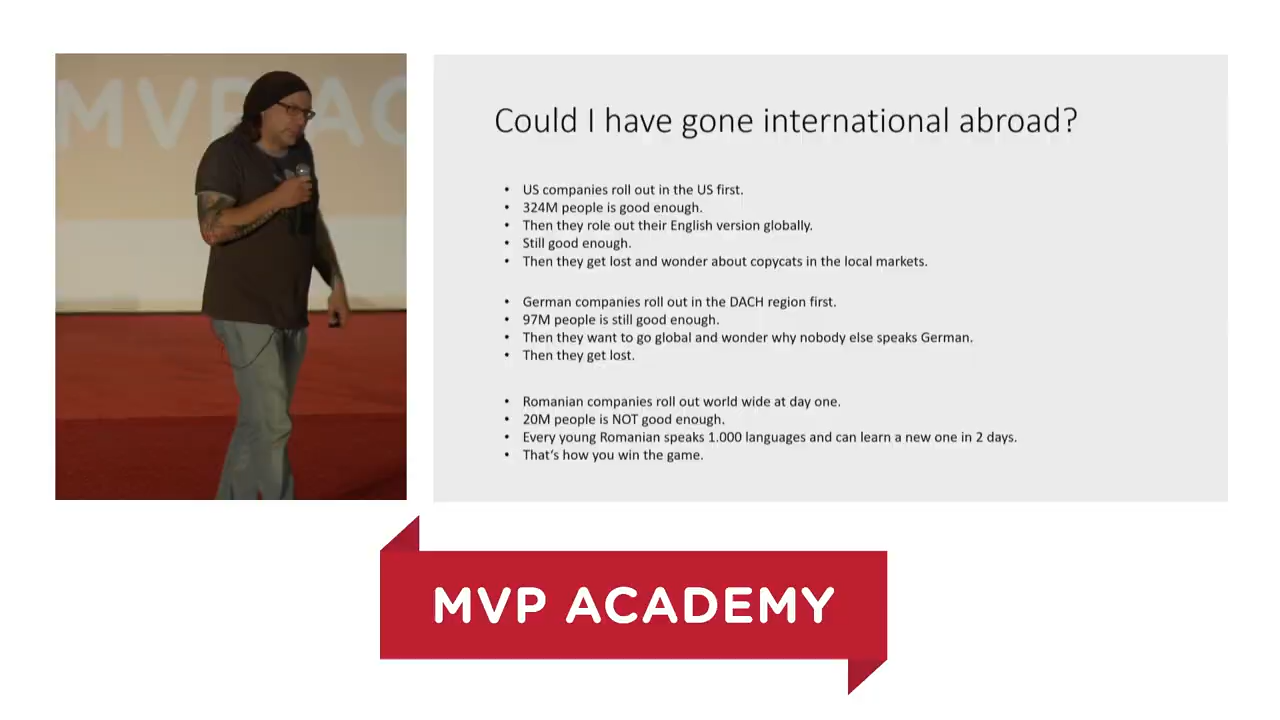 MVP AC
Could I have gone international abroad?
• US companies roll out in the US first.
• 324M people is good enough.
• Then they role out their English version globally.
• Still good enough.
• Then they get lost and wonder about copycats in the local markets.
• German companies roll out in the DACH region first.
• 97M people is still good enough.
• Then they want to go global and wonder why nobody else speaks German.
• Then they get lost.
• Romanian companies roll out world wide at day one.
• 20M people is NOT good enough.
• Every young Romanian speaks 1.000 languages and can learn a new one in 2 days.
• That's how you win the game.
MVP ACADEMY